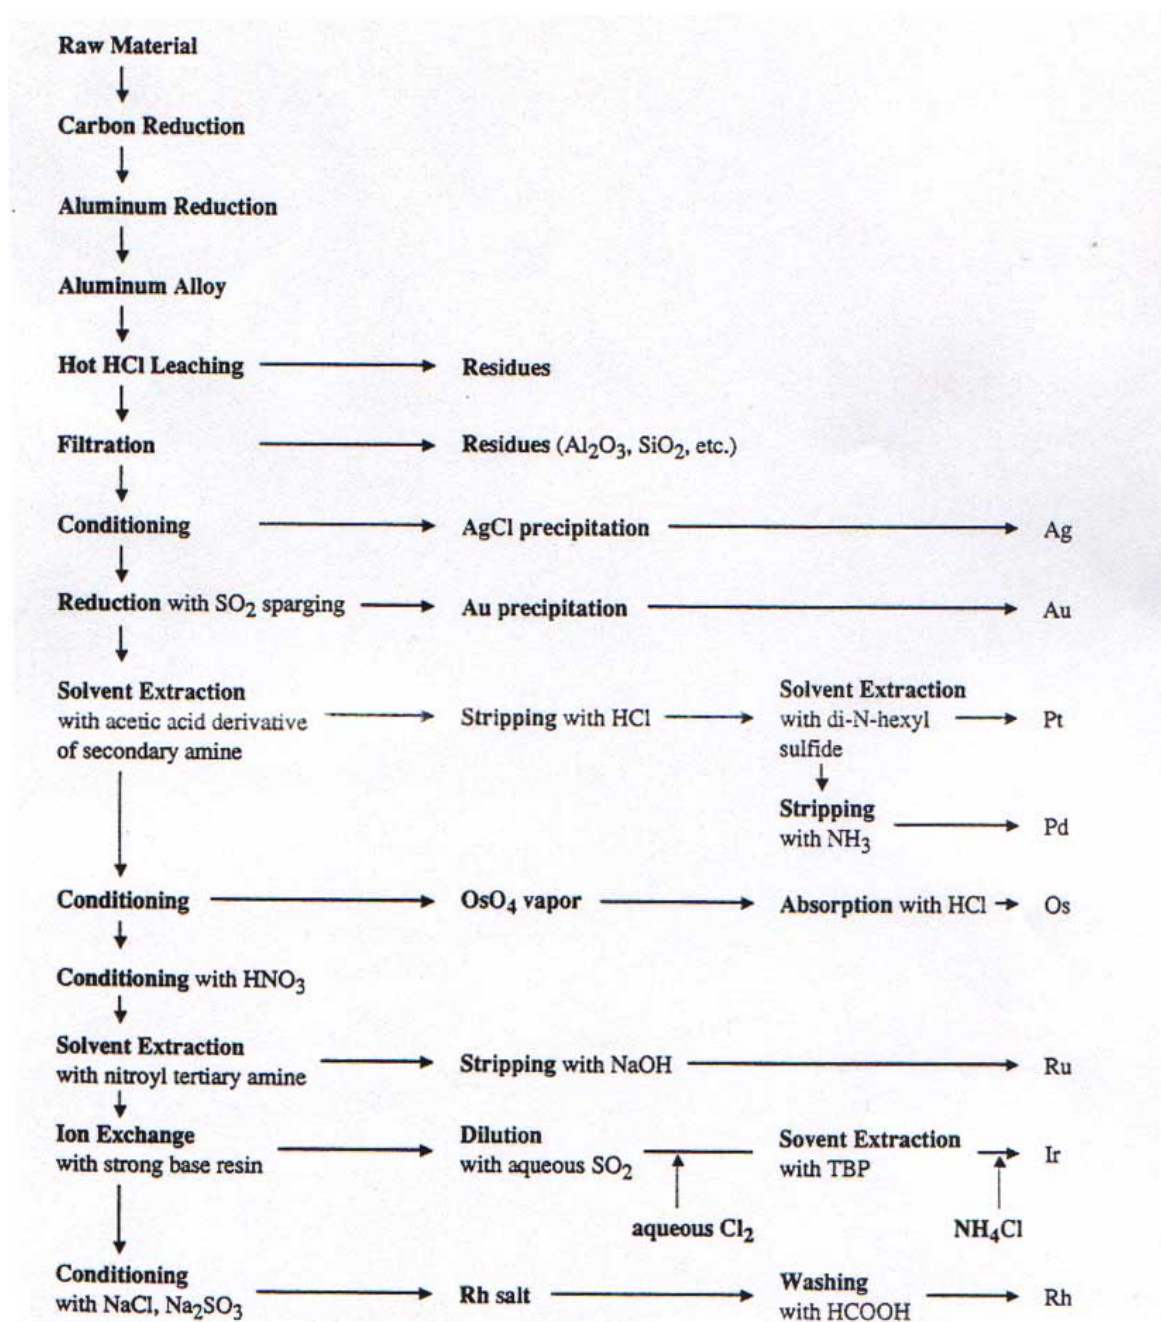 Raw Material
Carbon Reduction
Aluminum Reduction
Aluminum Alloy
Hot HCl Leaching
Residues
Filtration
Residues (Al₂O₃, SiO₂, etc.)
Conditioning
AgCl precipitation
Ag
Reduction with SO₂ sparging
Au precipitation
Au
Solvent Extraction
with acetic acid derivative
of secondary amine
Stripping with HCl
Solvent Extraction
with di-N-hexyl
sulfide
Pt
Stripping
with NH₃
Pd
Conditioning
OsO₄ vapor
Absorption with HCl
Os
Conditioning with HNO₃
Solvent Extraction
with nitroyl tertiary amine
Stripping with NaOH
Ru
Ion Exchange
with strong base resin
Dilution
with aqueous SO₂
Sovent Extraction
with TBP
Ir
aqueous Cl₂
NH₄Cl
Conditioning
with NaCl, Na₂SO₃
Rh salt
Washing
with HCOOH
Rh